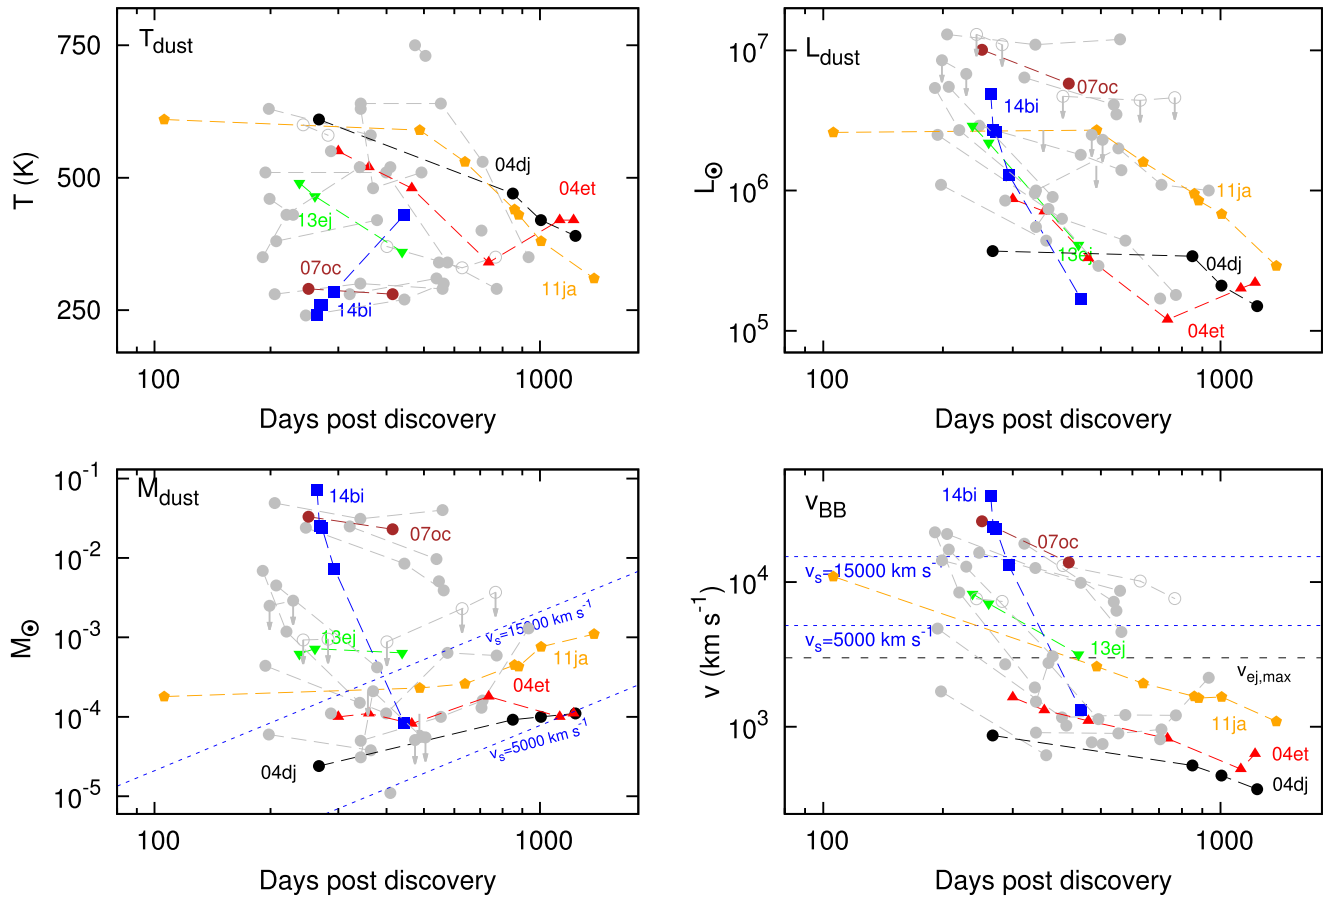 T_dust
750
500
250
T (K)
04dj
04et
13ej
07oc
14bi
11ja
100
1000
Days post discovery
L_dust
10^7
10^6
10^5
L⊙
07oc
14bi
11ja
13ej
04dj
04et
100
1000
Days post discovery
M_dust
10^-1
10^-2
10^-3
10^-4
10^-5
M⊙
14bi
07oc
v_s=15000 km s^-1
13ej
11ja
04et
v_s=5000 km s^-1
04dj
100
1000
Days post discovery
v_BB
10^4
10^3
v (km s^-1)
14bi
07oc
v_s=15000 km s^-1
v_s=5000 km s^-1
13ej
v_ej,max
11ja
04et
04dj
100
1000
Days post discovery